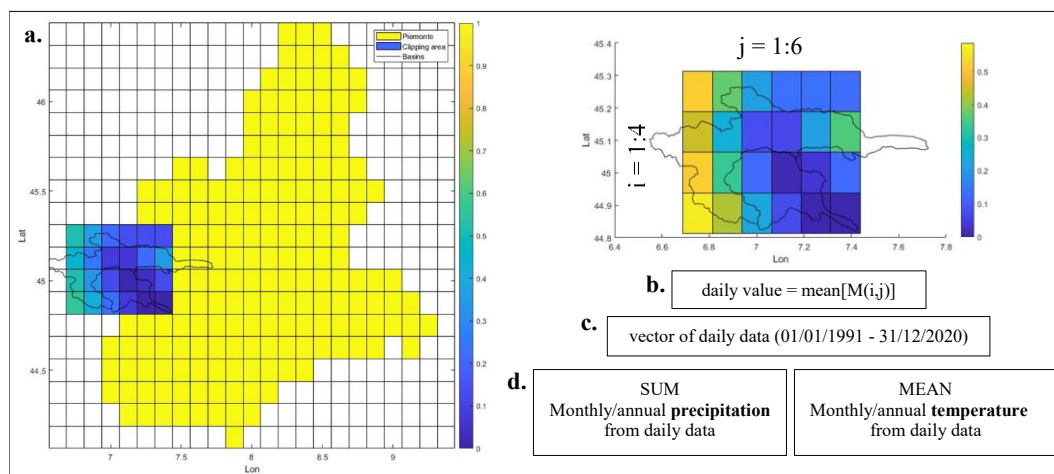 a.
Piemonte
Clipping area
Basins
46
45.5
45
44.5
Lat
7
7.5
8
8.5
9
Lon
1
0.9
0.8
0.7
0.6
0.5
0.4
0.3
0.2
0.1
0
j = 1:6
i = 1:4
45.4
45.3
45.2
45.1
45
44.9
44.8
Lat
6.4
6.6
6.8
7
7.2
7.4
7.6
7.8
Lon
0.5
0.4
0.3
0.2
0.1
0
b.
daily value = mean[M(i,j)]
c.
vector of daily data (01/01/1991 - 31/12/2020)
d.
SUM
Monthly/annual precipitation
from daily data
MEAN
Monthly/annual temperature
from daily data